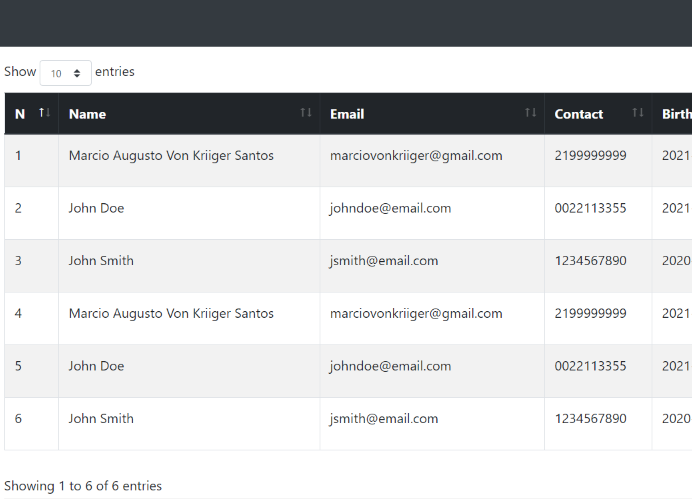 Show 10 entries
N Name Email Contact Birth
1 Marcio Augusto Von Kriiger Santos marciovonkriiger@gmail.com 2199999999 2021
2 John Doe johndoe@email.com 0022113355 2021
3 John Smith jsmith@email.com 1234567890 2020
4 Marcio Augusto Von Kriiger Santos marciovonkriiger@gmail.com 2199999999 2021
5 John Doe johndoe@email.com 0022113355 2021
6 John Smith jsmith@email.com 1234567890 2020
Showing 1 to 6 of 6 entries